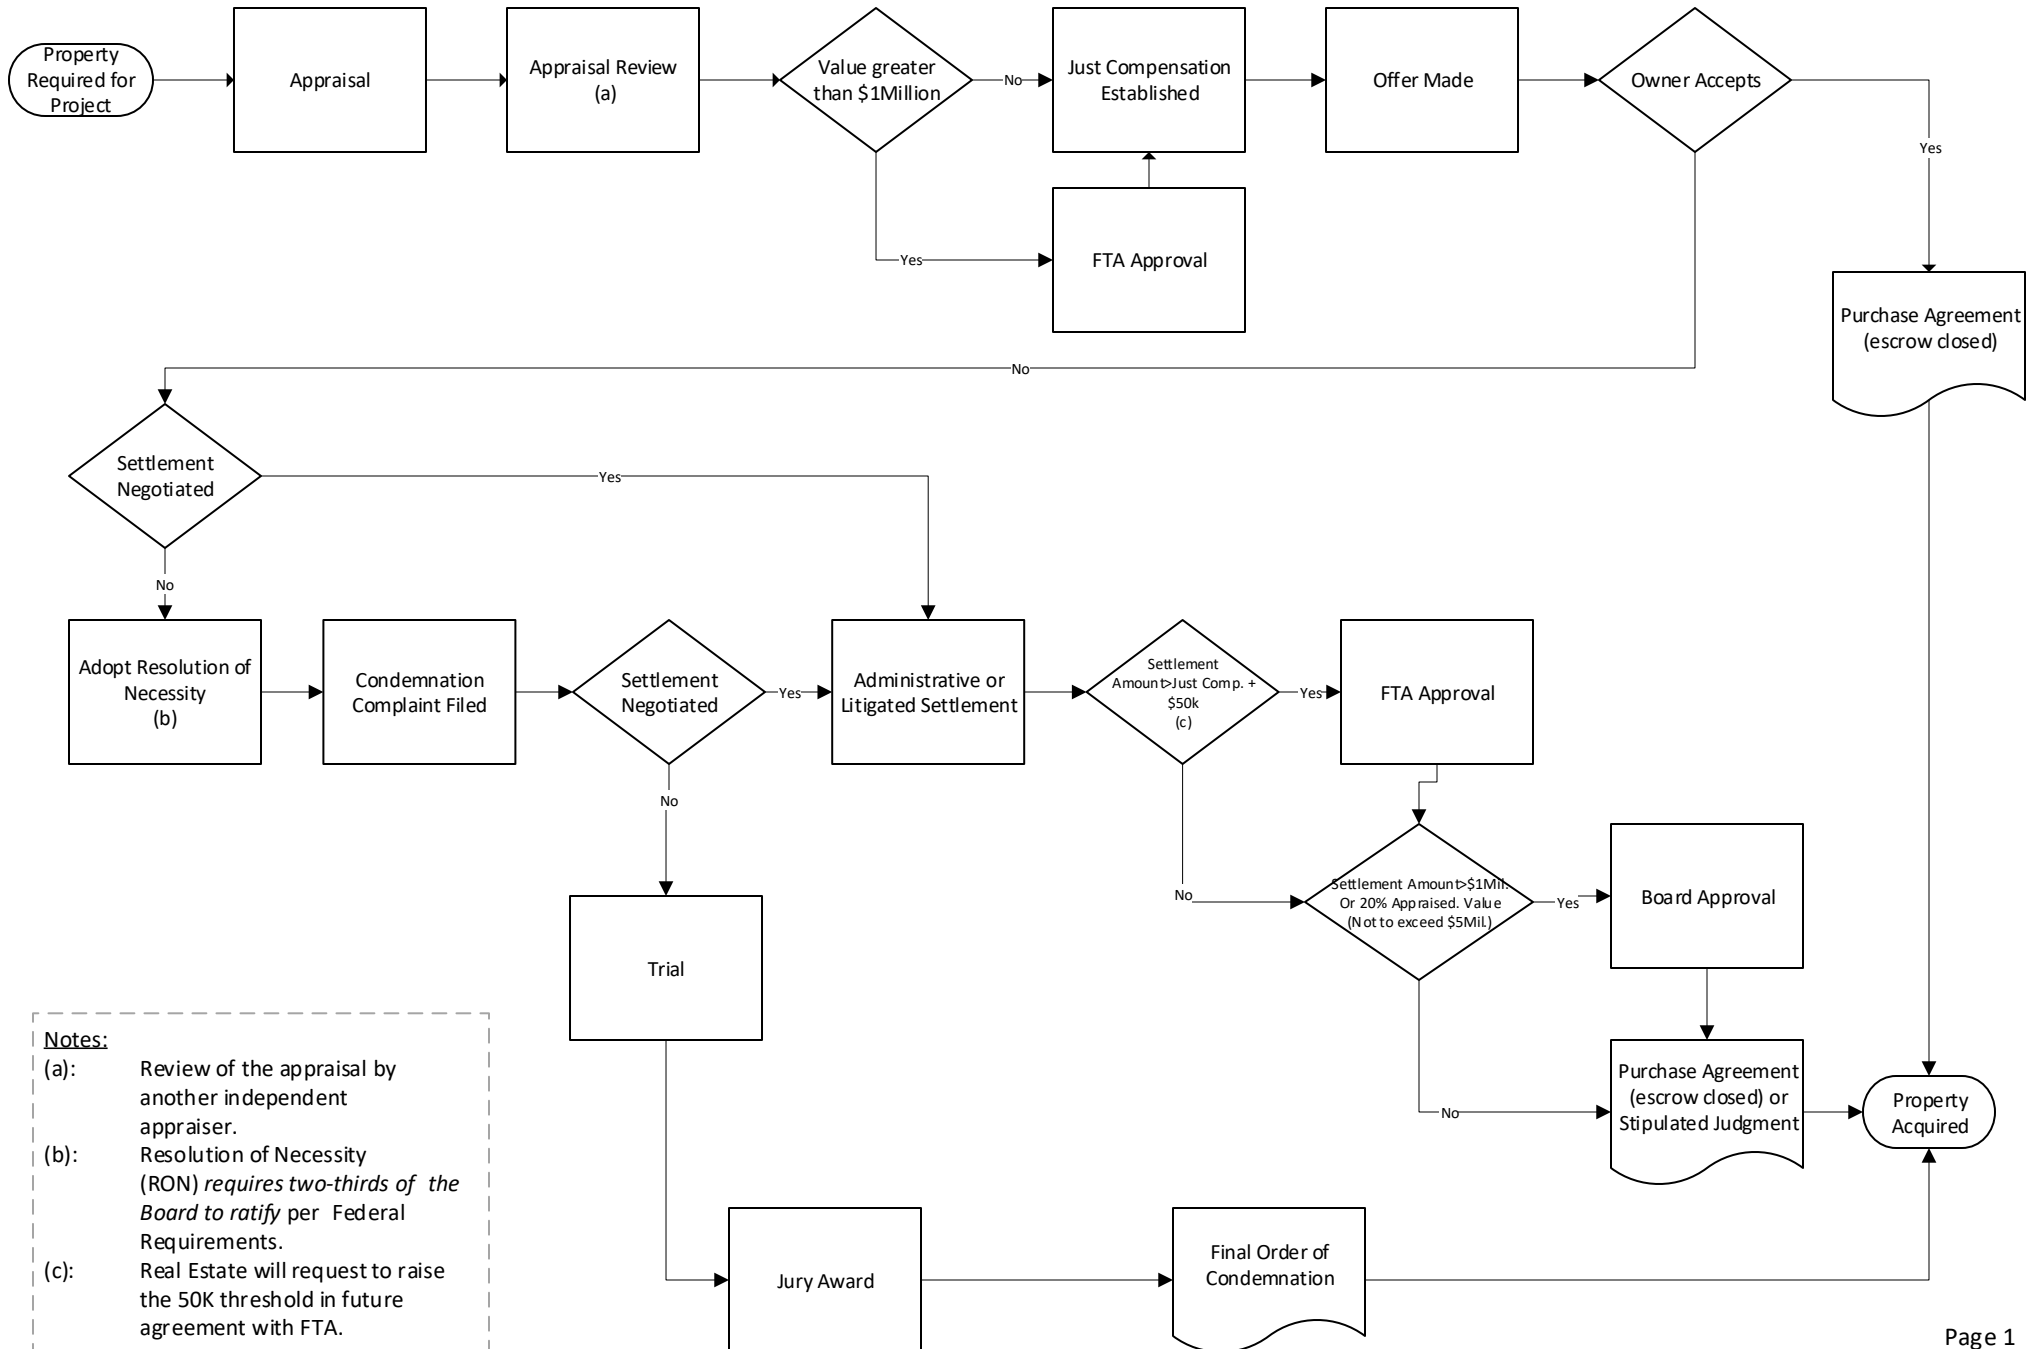 Property
Required for
Project
Appraisal
Appraisal Review
(a)
Value greater
than $1Million
No
Just Compensation
Established
Offer Made
Owner Accepts
Yes
Yes
FTA Approval
Purchase Agreement
(escrow closed)
No
Settlement
Negotiated
Yes
No
Adopt Resolution of
Necessity
(b)
Condemnation
Complaint Filed
Settlement
Negotiated
Yes
Administrative or
Litigated Settlement
Settlement
Amount>Just Comp. +
$50k
(c)
Yes
FTA Approval
No
No
Settlement Amount>$1Mil.
Or 20% Appraised. Value
(Not to exceed $5Mil.)
Yes
Board Approval
Trial
No
Purchase Agreement
(escrow closed) or
Stipulated Judgment
Property
Acquired
Notes:
(a): Review of the appraisal by
another independent
appraiser.
(b): Resolution of Necessity
(RON) requires two-thirds of the
Board to ratify per Federal
Requirements.
(c): Real Estate will request to raise
the 50K threshold in future
agreement with FTA.
Jury Award
Final Order of
Condemnation
Page 1